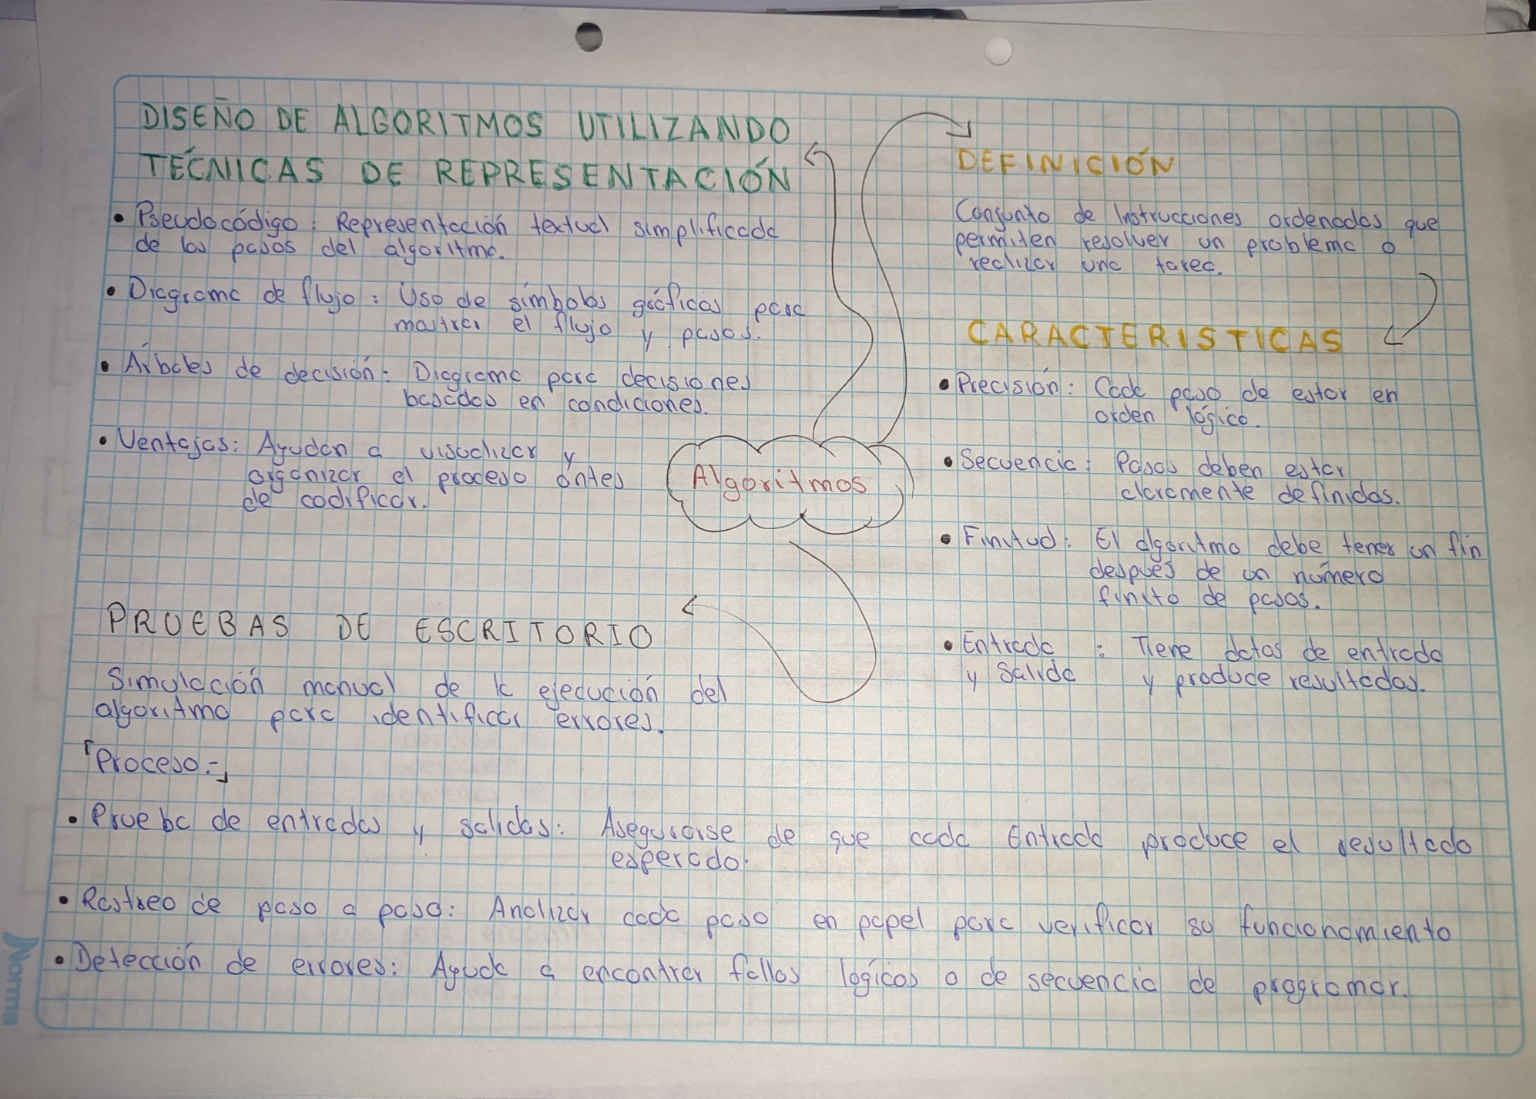 DISEÑO DE ALGORITMOS UTILIZANDO
TÉCNICAS DE REPRESENTACIÓN
• Pseudocódigo: Representación textual simplificada
de los pasos del algoritmo.
• Diagrama de flujo: Uso de símbolos gráficas para
mostrar el flujo y pasos.
• Árboles de decisión: Diagrama para decisiones
basadas en condiciones.
• Ventajas: Ayudan a visualizar y
organizar el proceso antes
de codificar.
Algoritmos
DEFINICIÓN
Conjunto de Instrucciones ordenadas que
permiten resolver un problema o
realizar una tarea.
CARACTERISTICAS
• Precisión: Cada paso de estar en
orden lógico.
• Secuencia: Pasos deben estar
claramente definidas.
• Finitud: El algoritmo debe tener un fin
después de un número
finito de pasos.
• Entrada : Tiene datos de entrada
y Salida y produce resultados.
PRUEBAS DE ESCRITORIO
Simulación manual de la ejecución del
algoritmo para identificar errores.
「Proceso:」
• Prueba de entradas y salidas: Asegurarse de que cada Entrada produce el resultado
esperado.
• Rastreo de paso a paso: Analizar cada paso en papel para verificar su funcionamiento
• Detección de errores: Ayuda a encontrar fallos lógicos o de secuencia de programar.
Norma